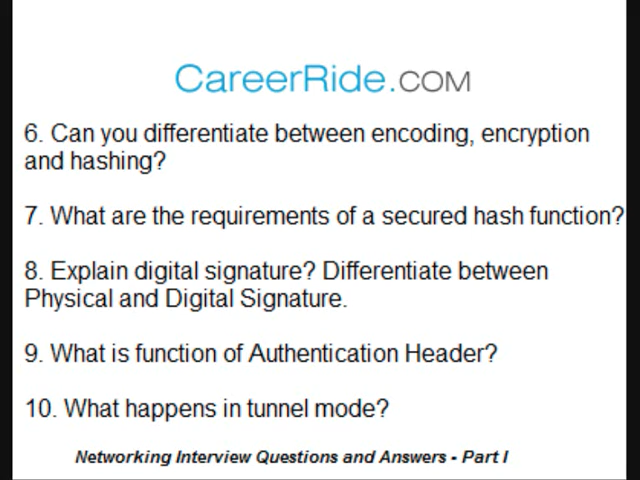 CareerRide.COM
6. Can you differentiate between encoding, encryption
and hashing?
7. What are the requirements of a secured hash function?
8. Explain digital signature? Differentiate between
Physical and Digital Signature.
9. What is function of Authentication Header?
10. What happens in tunnel mode?
Networking Interview Questions and Answers - Part I